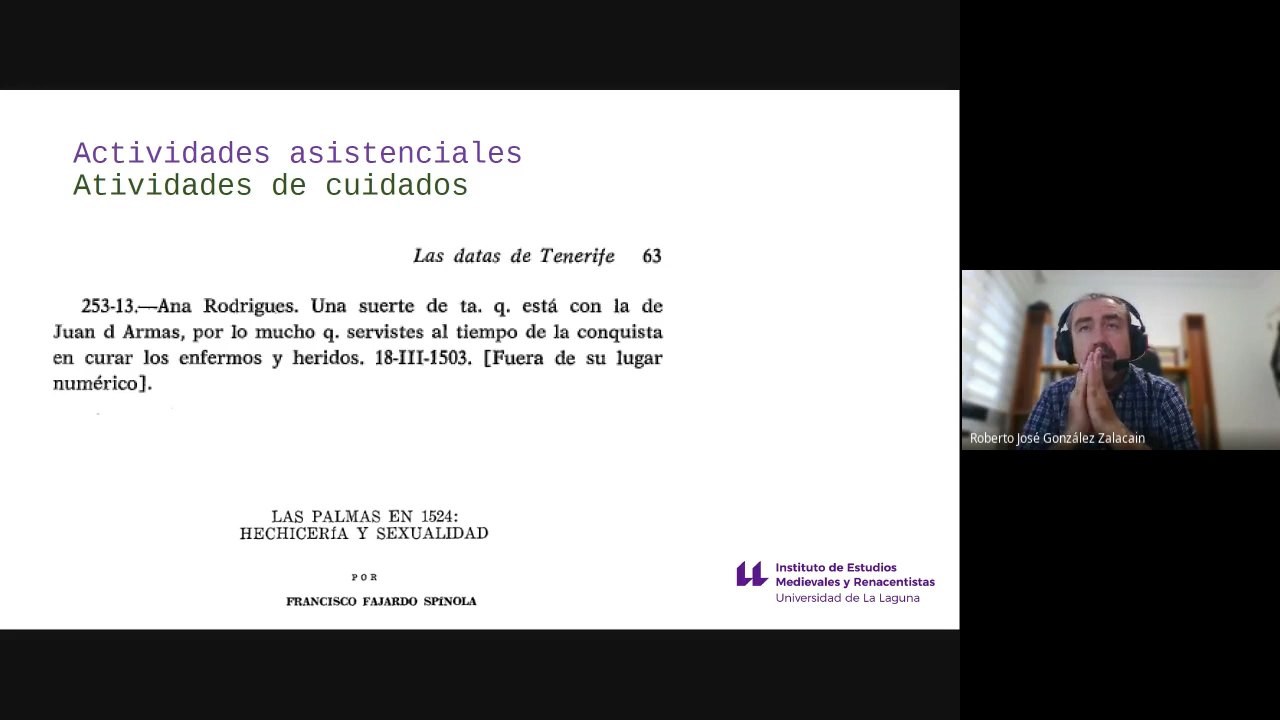 Actividades asistenciales
Atividades de cuidados
Las datas de Tenerife 63
253-13.—Ana Rodrigues. Una suerte de ta. q. está con la de
Juan d Armas, por lo mucho q. servistes al tiempo de la conquista
en curar los enfermos y heridos. 18-III-1503. [Fuera de su lugar
numérico].
LAS PALMAS EN 1524:
HECHICERÍA Y SEXUALIDAD
POR
FRANCISCO FAJARDO SPÍNOLA
Instituto de Estudios
Medievales y Renacentistas
Universidad de La Laguna
Roberto José González Zalacain